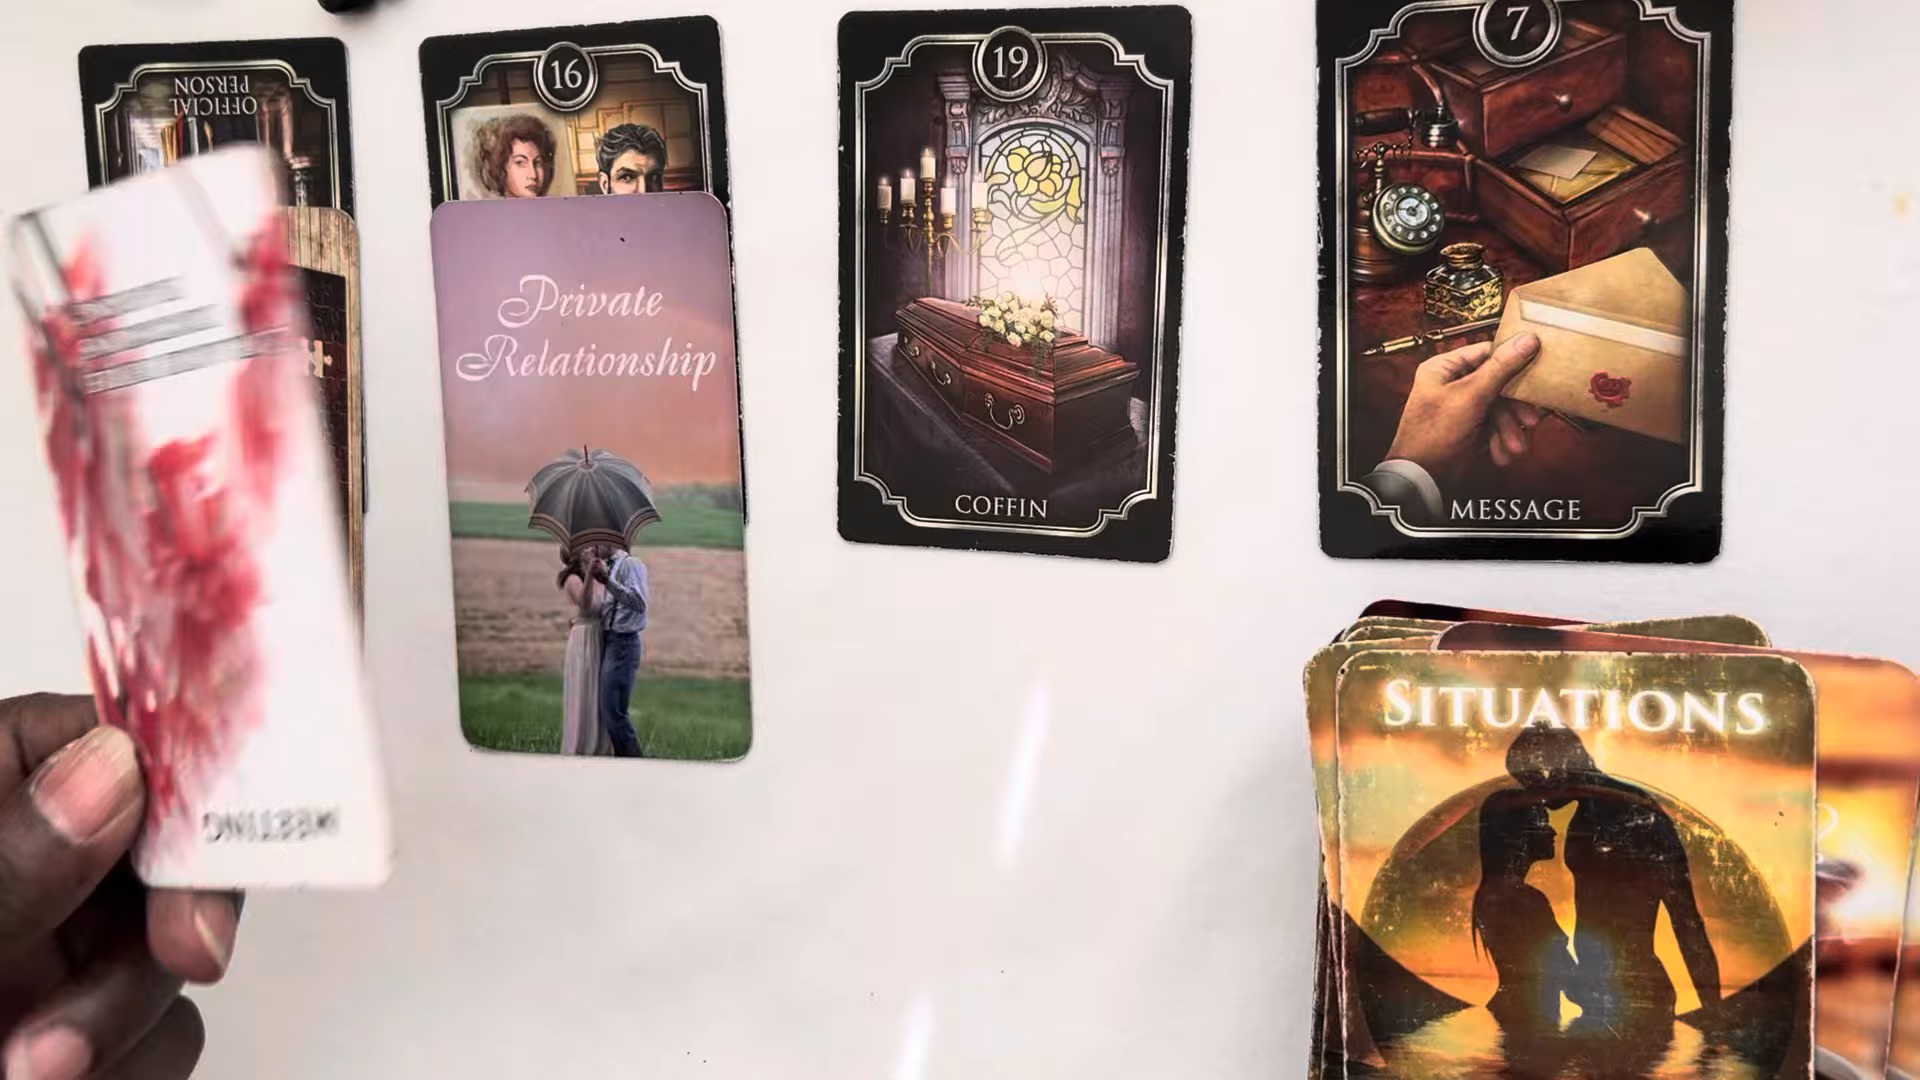 OFFICIAL
PERSON
16
Private
Relationship
19
COFFIN
7
MESSAGE
MEETING
SITUATIONS